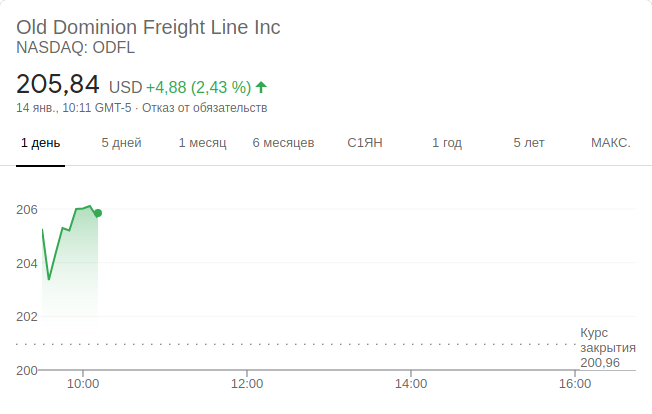 Old Dominion Freight Line Inc
NASDAQ: ODFL
205,84 USD +4,88 (2,43 %)
14 янв., 10:11 GMT-5 · Отказ от обязательств
1 день 5 дней 1 месяц 6 месяцев С1ЯН 1 год 5 лет МАКС.
206
204
202
Курс
закрытия
200,96
200
10:00 12:00 14:00 16:00